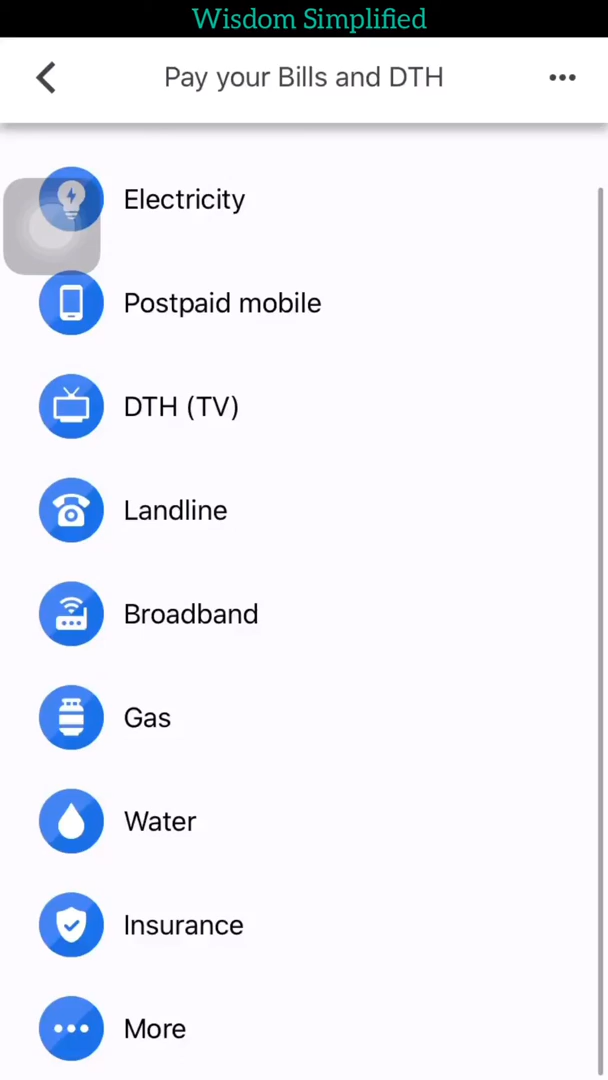 Wisdom Simplified
Pay your Bills and DTH
Electricity
Postpaid mobile
DTH (TV)
Landline
Broadband
Gas
Water
Insurance
More